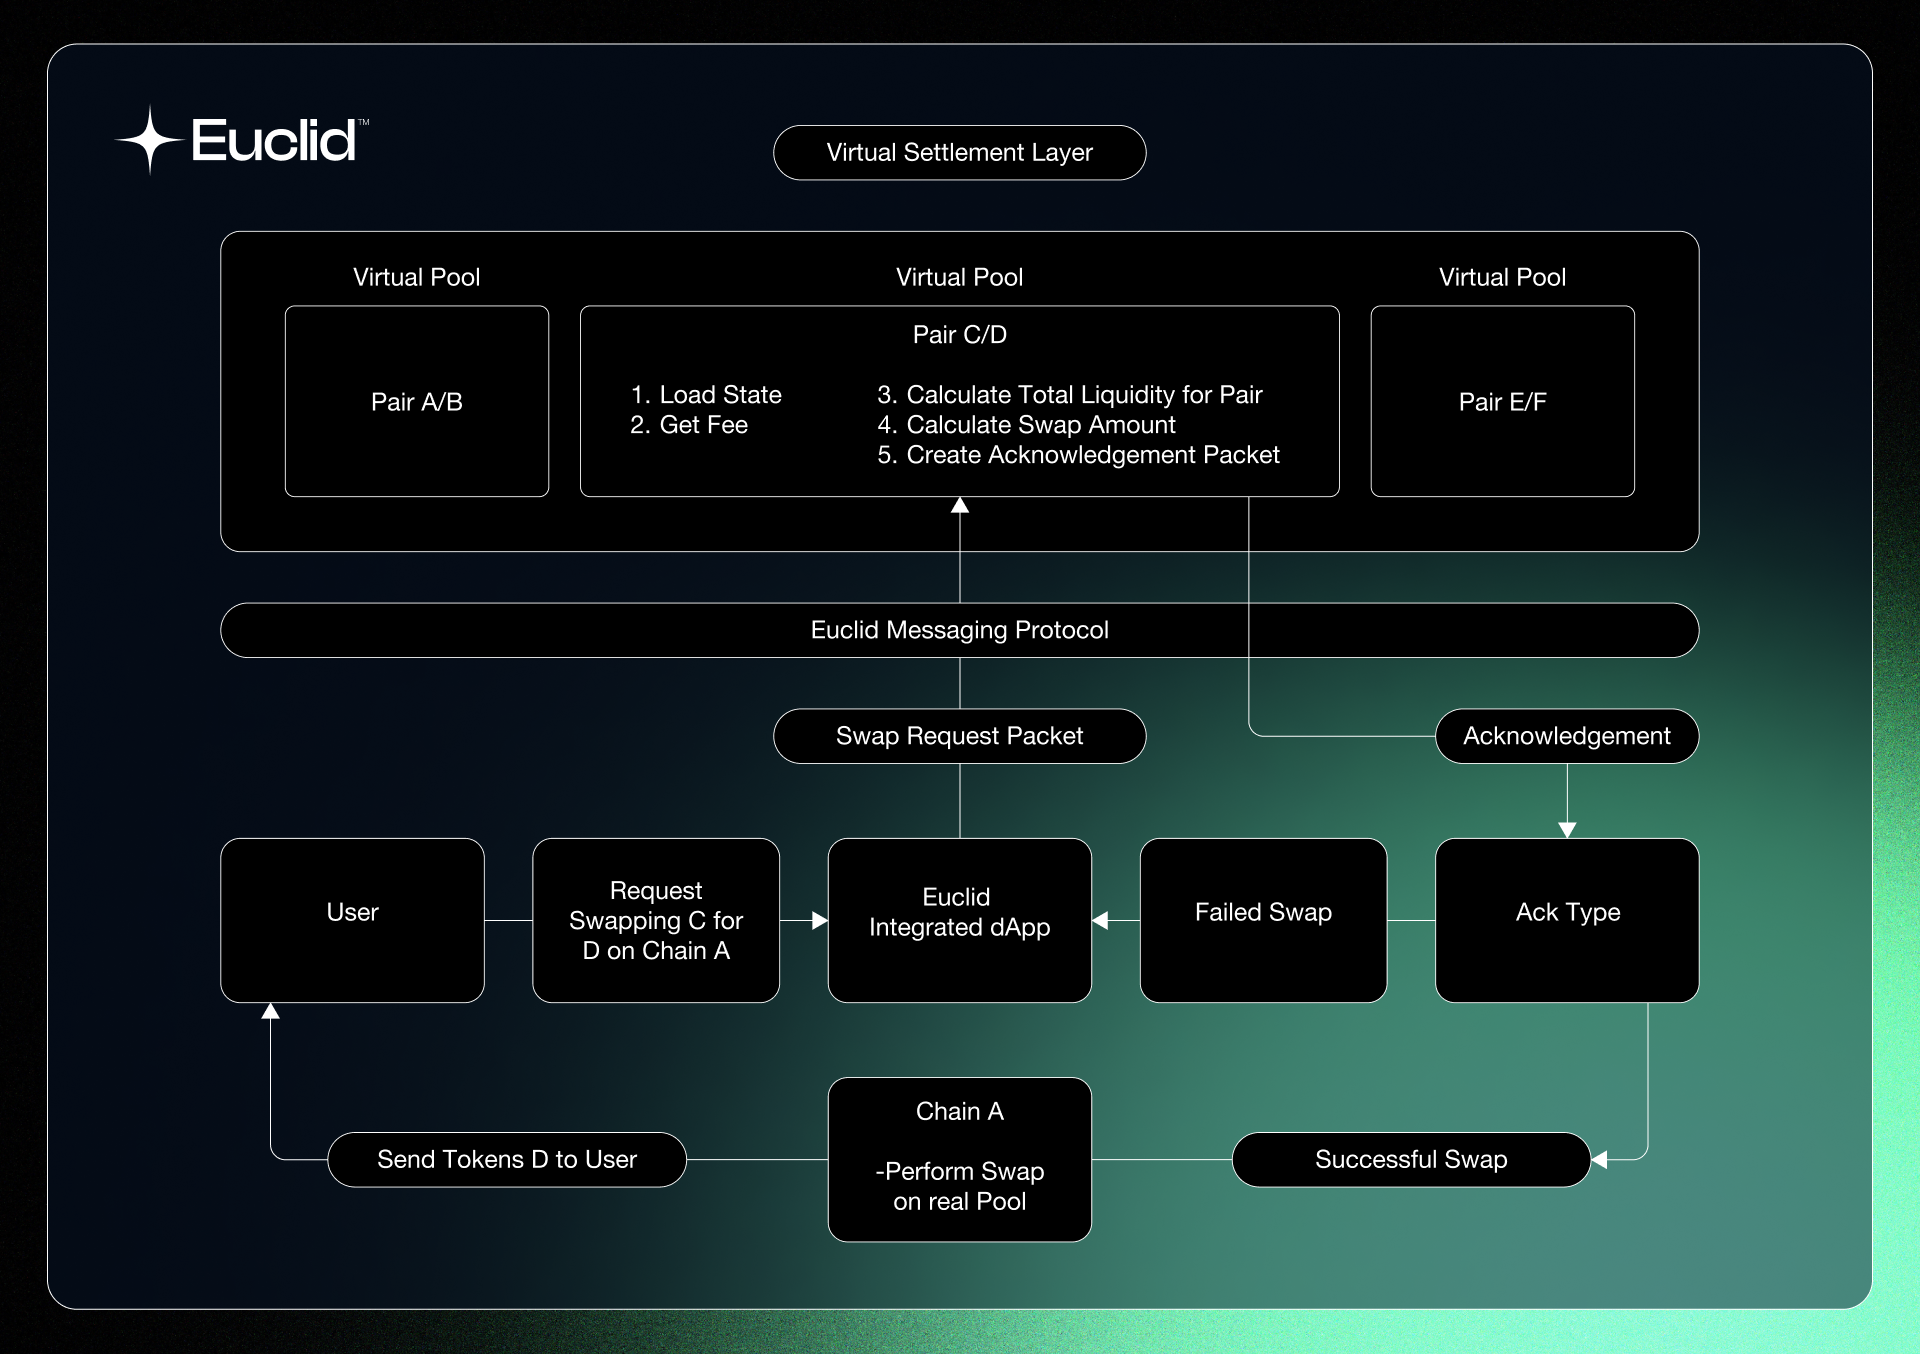 Euclid™
Virtual Settlement Layer
Virtual Pool
Virtual Pool
Virtual Pool
Pair A/B
Pair C/D
1. Load State
2. Get Fee
3. Calculate Total Liquidity for Pair
4. Calculate Swap Amount
5. Create Acknowledgement Packet
Pair E/F
Euclid Messaging Protocol
Swap Request Packet
Acknowledgement
User
Request
Swapping C for
D on Chain A
Euclid
Integrated dApp
Failed Swap
Ack Type
Send Tokens D to User
Chain A
-Perform Swap
on real Pool
Successful Swap